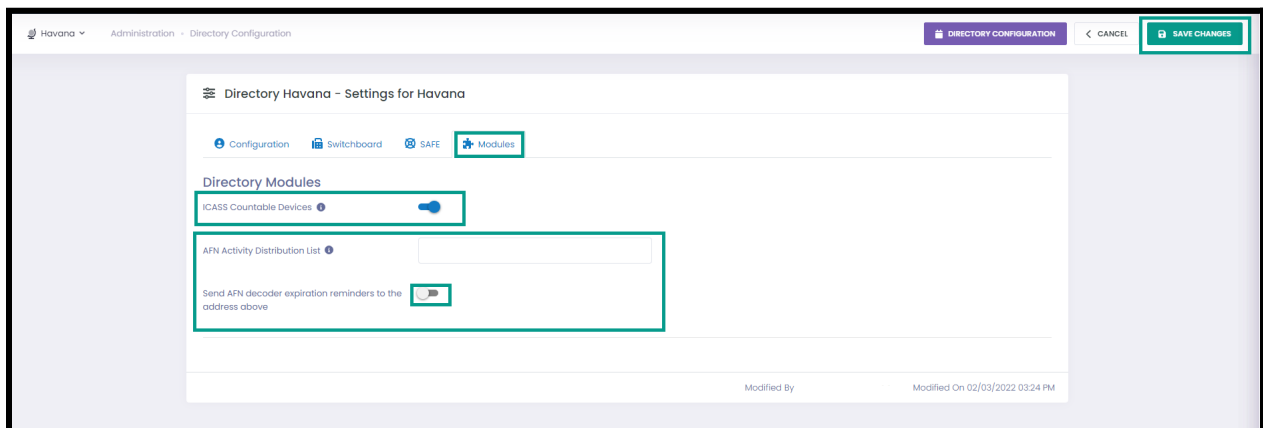 Havana
Administration - Directory Configuration
DIRECTORY CONFIGURATION
CANCEL
SAVE CHANGES
Directory Havana - Settings for Havana
Configuration
Switchboard
SAFE
Modules
Directory Modules
ICASS Countable Devices
AFN Activity Distribution List
Send AFN decoder expiration reminders to the
address above
Modified By
Modified On 02/03/2022 03:24 PM